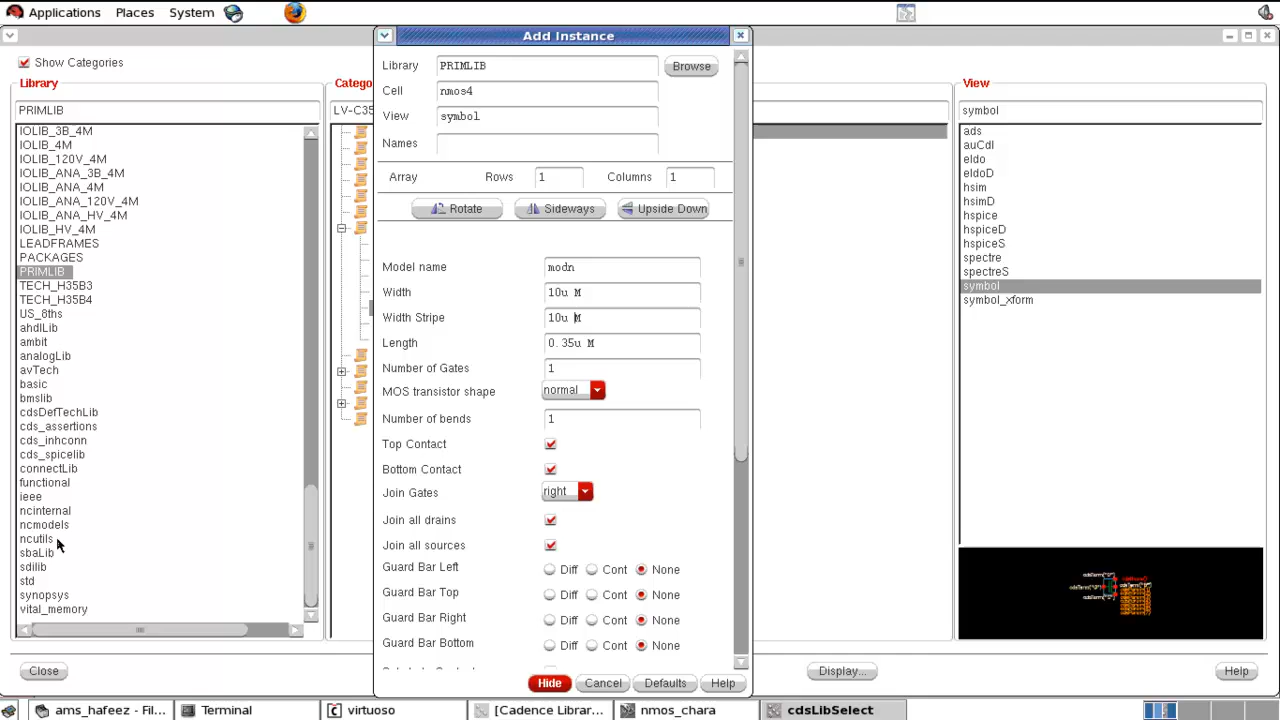 Applications Places System
Add Instance
Show Categories
Library
PRIMLIB
IOLIB_3B_4M
IOLIB_4M
IOLIB_120V_4M
IOLIB_ANA_3B_4M
IOLIB_ANA_4M
IOLIB_ANA_120V_4M
IOLIB_ANA_HV_4M
IOLIB_HV_4M
LEADFRAMES
PACKAGES
PRIMLIB
TECH_H35B3
TECH_H35B4
US_8ths
ahdlLib
ambit
analogLib
avTech
basic
bmslib
cdsDefTechLib
cds_assertions
cds_inhconn
cds_spicelib
connectLib
functional
ieee
ncinternal
ncmodels
ncutils
sbaLib
sdilib
std
synopsys
vital_memory
Close
Catego
LV-C35
Library PRIMLIB Browse
Cell nmos4
View symbol
Names
Array Rows 1 Columns 1
Rotate Sideways Upside Down
Model name modn
Width 10u M
Width Stripe 10u M
Length 0.35u M
Number of Gates 1
MOS transistor shape normal
Number of bends 1
Top Contact
Bottom Contact
Join Gates right
Join all drains
Join all sources
Guard Bar Left Diff Cont None
Guard Bar Top Diff Cont None
Guard Bar Right Diff Cont None
Guard Bar Bottom Diff Cont None
Hide Cancel Defaults Help
View
symbol
ads
auCdl
eldo
eldoD
hsim
hsimD
hspice
hspiceD
hspiceS
spectre
spectreS
symbol
symbol_xform
Display... Help
ams_hafeez - Fil... Terminal virtuoso [Cadence Librar... nmos_chara cdsLibSelect